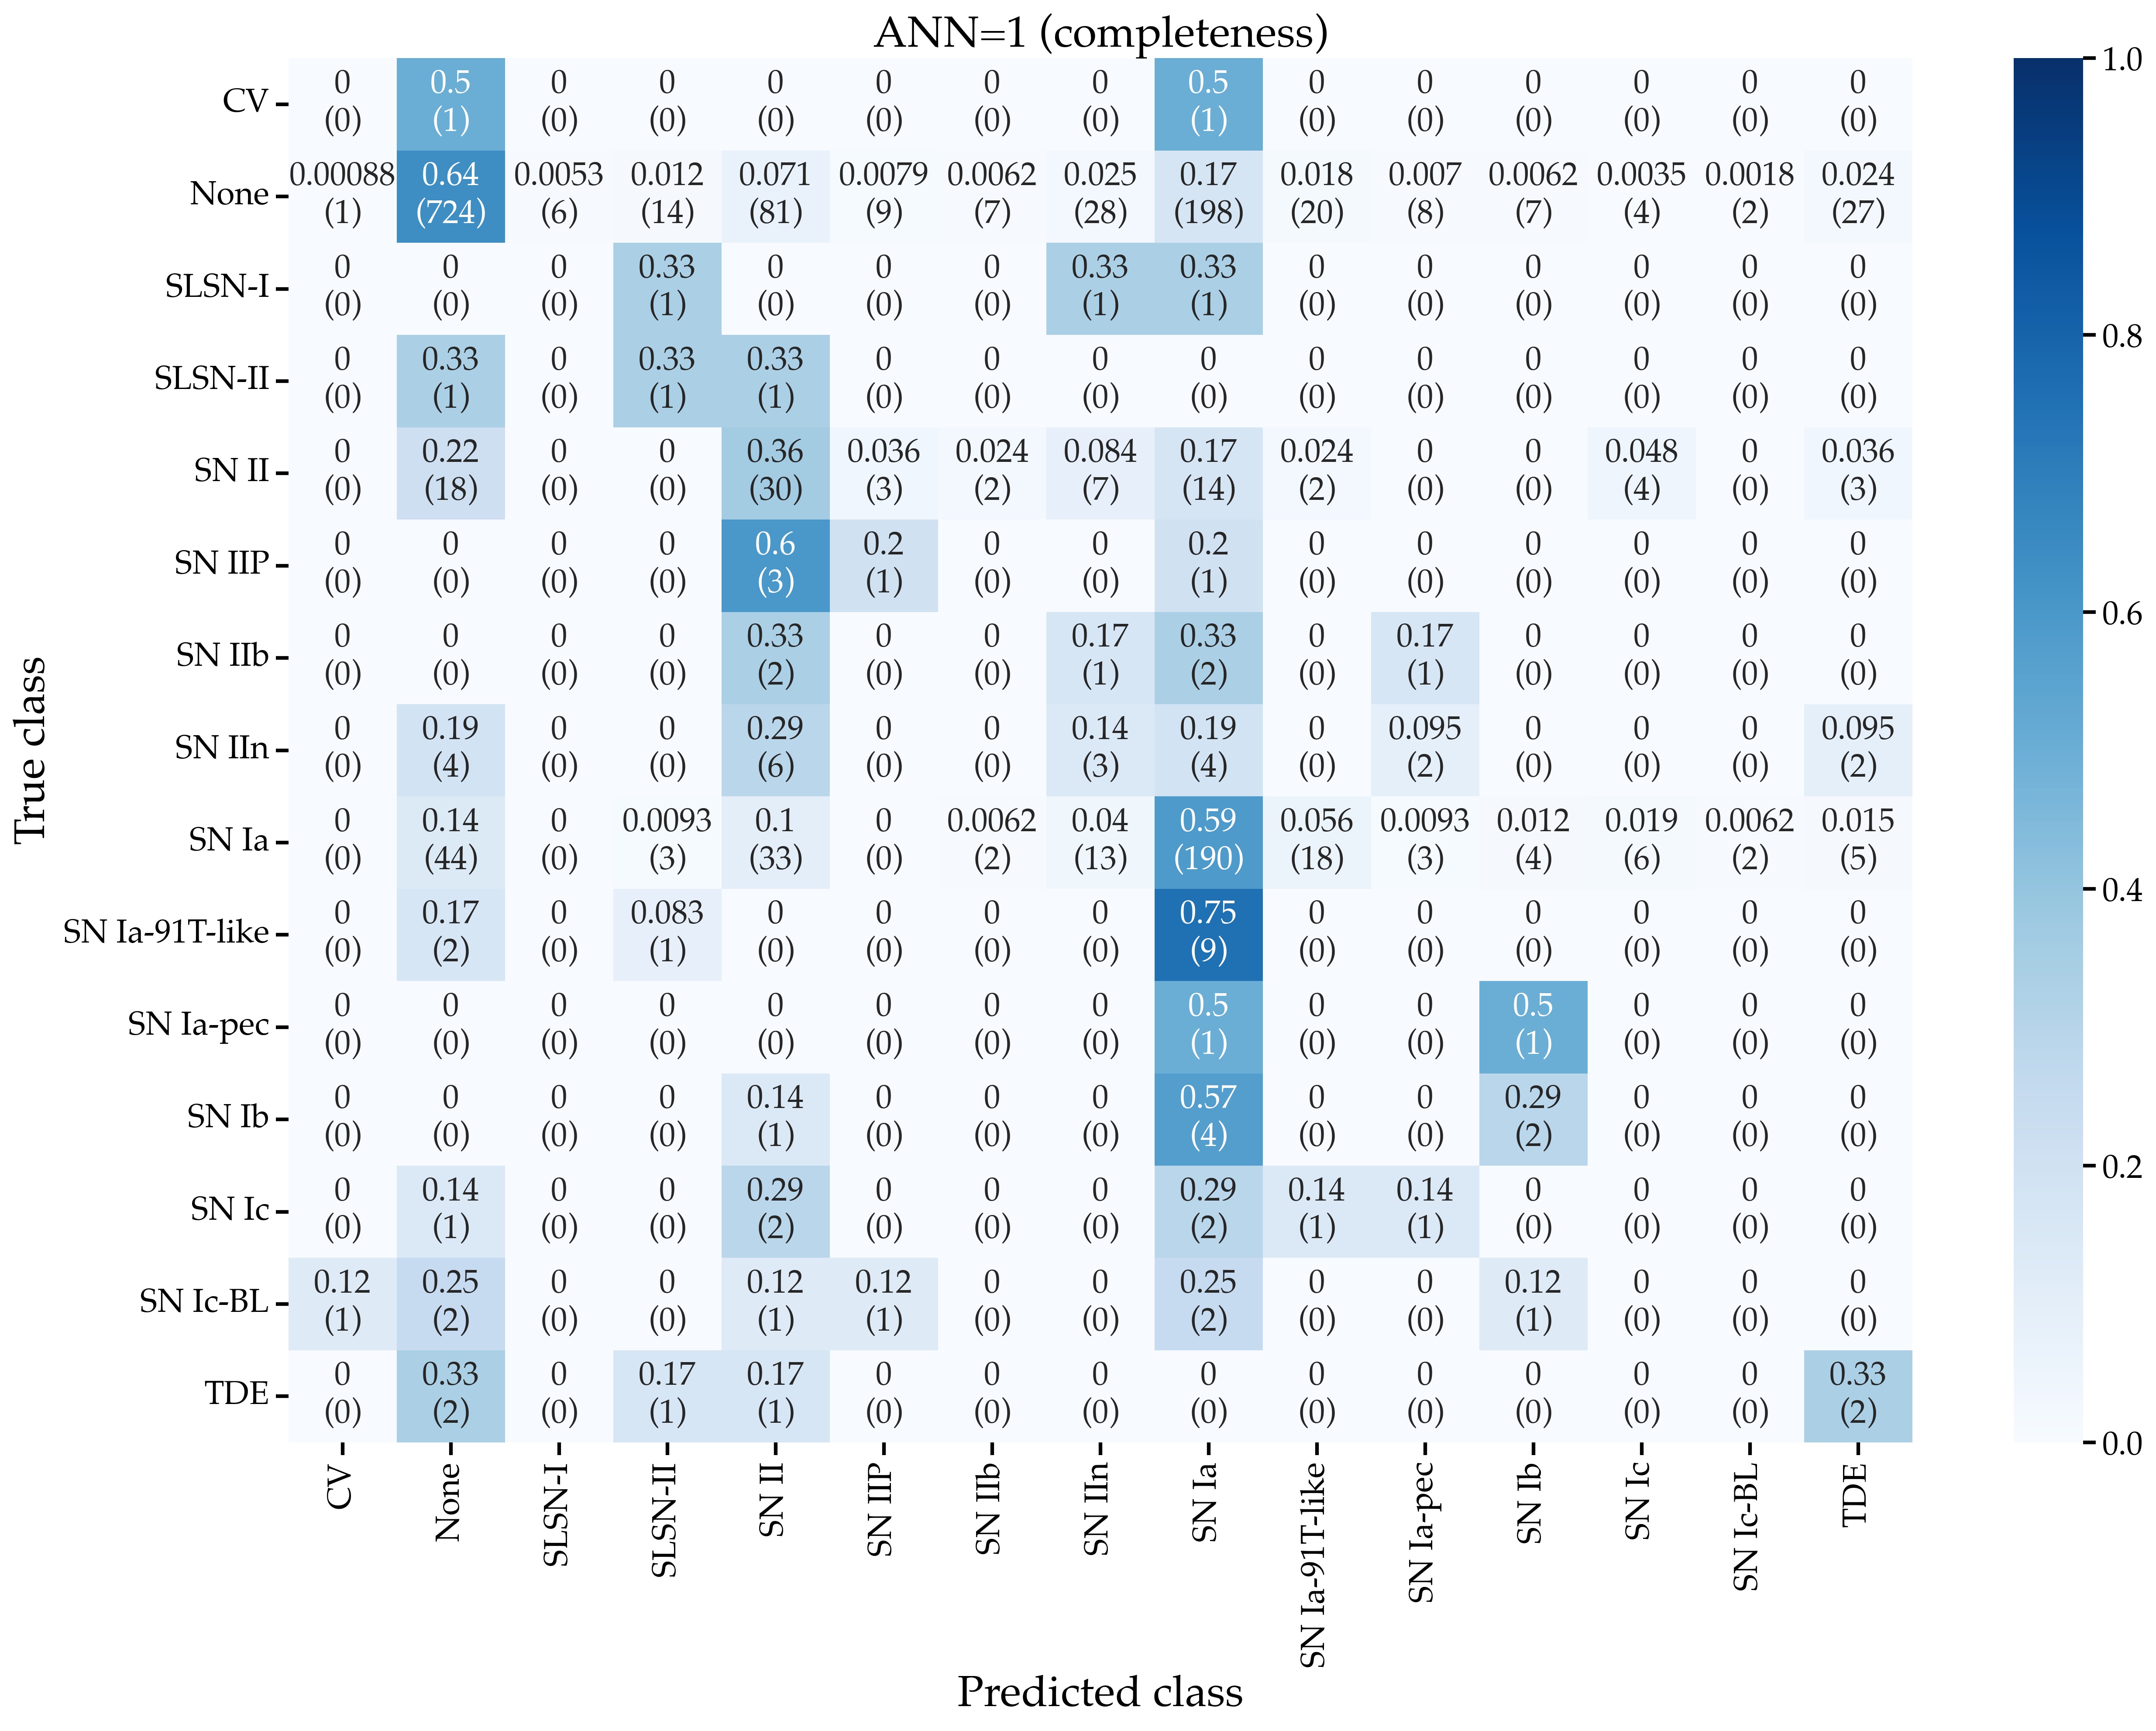 ANN=1 (completeness)
CV 0 0.5 0 0 0 0 0 0 0.5 0 0 0 0 0 0
(0) (1) (0) (0) (0) (0) (0) (0) (1) (0) (0) (0) (0) (0) (0)
None 0.00088 0.64 0.0053 0.012 0.071 0.0079 0.0062 0.025 0.17 0.018 0.007 0.0062 0.0035 0.0018 0.024
(1) (724) (6) (14) (81) (9) (7) (28) (198) (20) (8) (7) (4) (2) (27)
SLSN-I 0 0 0 0.33 0 0 0 0.33 0.33 0 0 0 0 0 0
(0) (0) (0) (1) (0) (0) (0) (1) (1) (0) (0) (0) (0) (0) (0)
SLSN-II 0 0.33 0 0.33 0.33 0 0 0 0 0 0 0 0 0 0
(0) (1) (0) (1) (1) (0) (0) (0) (0) (0) (0) (0) (0) (0) (0)
SN II 0 0.22 0 0 0.36 0.036 0.024 0.084 0.17 0.024 0 0 0.048 0 0.036
(0) (18) (0) (0) (30) (3) (2) (7) (14) (2) (0) (0) (4) (0) (3)
SN IIP 0 0 0 0 0.6 0.2 0 0 0.2 0 0 0 0 0 0
(0) (0) (0) (0) (3) (1) (0) (0) (1) (0) (0) (0) (0) (0) (0)
SN IIb 0 0 0 0 0.33 0 0 0.17 0.33 0 0.17 0 0 0 0
(0) (0) (0) (0) (2) (0) (0) (1) (2) (0) (1) (0) (0) (0) (0)
SN IIn 0 0.19 0 0 0.29 0 0 0.14 0.19 0 0.095 0 0 0 0.095
(0) (4) (0) (0) (6) (0) (0) (3) (4) (0) (2) (0) (0) (0) (2)
SN Ia 0 0.14 0 0.0093 0.1 0 0.0062 0.04 0.59 0.056 0.0093 0.012 0.019 0.0062 0.015
(0) (44) (0) (3) (33) (0) (2) (13) (190) (18) (3) (4) (6) (2) (5)
SN Ia-91T-like 0 0.17 0 0.083 0 0 0 0 0.75 0 0 0 0 0 0
(0) (2) (0) (1) (0) (0) (0) (0) (9) (0) (0) (0) (0) (0) (0)
SN Ia-pec 0 0 0 0 0 0 0 0 0.5 0 0 0.5 0 0 0
(0) (0) (0) (0) (0) (0) (0) (0) (1) (0) (0) (1) (0) (0) (0)
SN Ib 0 0 0 0 0.14 0 0 0 0.57 0 0 0.29 0 0 0
(0) (0) (0) (0) (1) (0) (0) (0) (4) (0) (0) (2) (0) (0) (0)
SN Ic 0 0.14 0 0 0.29 0 0 0 0.29 0.14 0.14 0 0 0 0
(0) (1) (0) (0) (2) (0) (0) (0) (2) (1) (1) (0) (0) (0) (0)
SN Ic-BL 0.12 0.25 0 0 0.12 0.12 0 0 0.25 0 0 0.12 0 0 0
(1) (2) (0) (0) (1) (1) (0) (0) (2) (0) (0) (1) (0) (0) (0)
TDE 0 0.33 0 0.17 0.17 0 0 0 0 0 0 0 0 0 0.33
(0) (2) (0) (1) (1) (0) (0) (0) (0) (0) (0) (0) (0) (0) (2)
CV None SLSN-I SLSN-II SN II SN IIP SN IIb SN IIn SN Ia SN Ia-91T-like SN Ia-pec SN Ib SN Ic SN Ic-BL TDE
Predicted class
True class
1.0
0.8
0.6
0.4
0.2
0.0